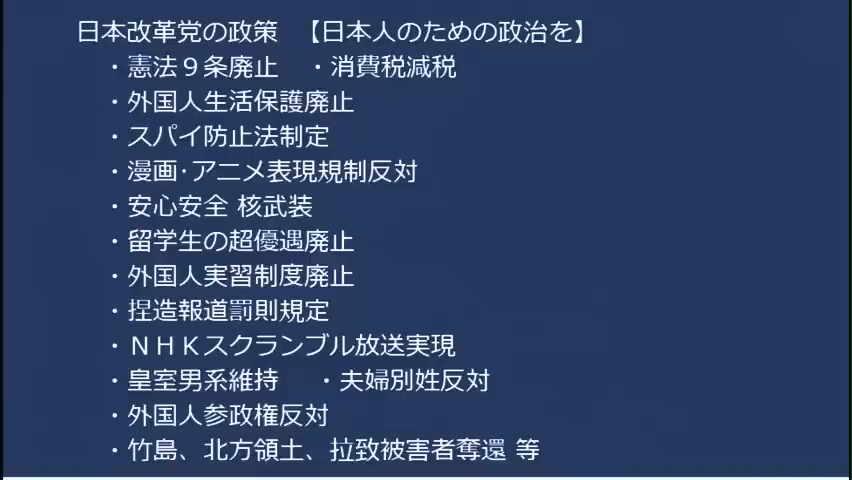 日本改革党の政策　【日本人のための政治を】
・憲法９条廃止　・消費税減税
・外国人生活保護廃止
・スパイ防止法制定
・漫画･アニメ表現規制反対
・安心安全 核武装
・留学生の超優遇廃止
・外国人実習制度廃止
・捏造報道罰則規定
・ＮＨＫスクランブル放送実現
・皇室男系維持　・夫婦別姓反対
・外国人参政権反対
・竹島、北方領土、拉致被害者奪還 等